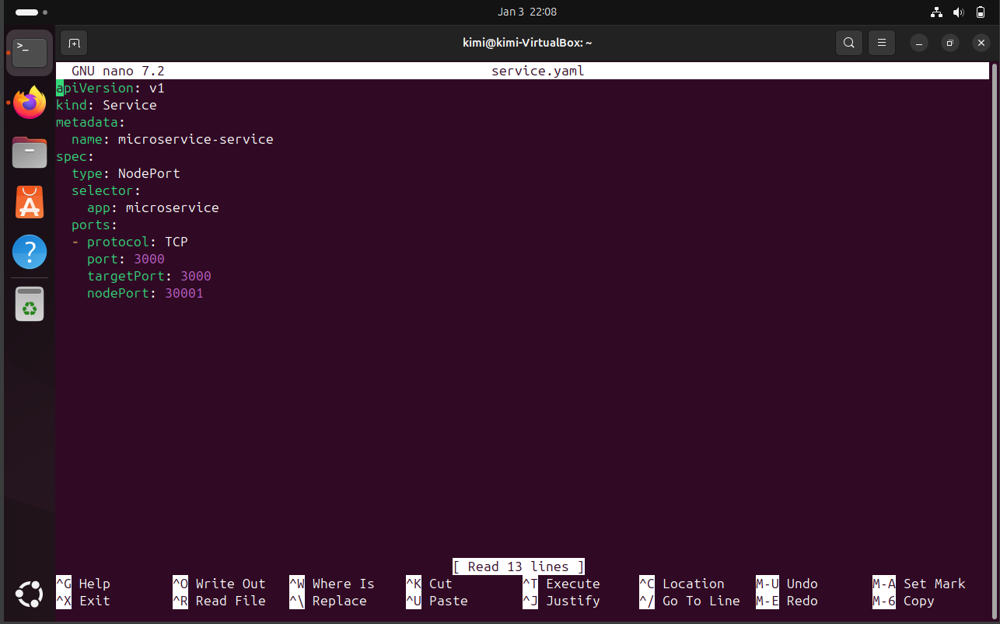 Jan 3 22:08
kimi@kimi-VirtualBox: ~
>_
GNU nano 7.2 service.yaml
apiVersion: v1
kind: Service
metadata:
  name: microservice-service
spec:
  type: NodePort
  selector:
    app: microservice
  ports:
  - protocol: TCP
    port: 3000
    targetPort: 3000
    nodePort: 30001
[ Read 13 lines ]
^G Help ^O Write Out ^W Where Is ^K Cut ^T Execute ^C Location M-U Undo M-A Set Mark
^X Exit ^R Read File ^\ Replace ^U Paste ^J Justify ^/ Go To Line M-E Redo M-6 Copy